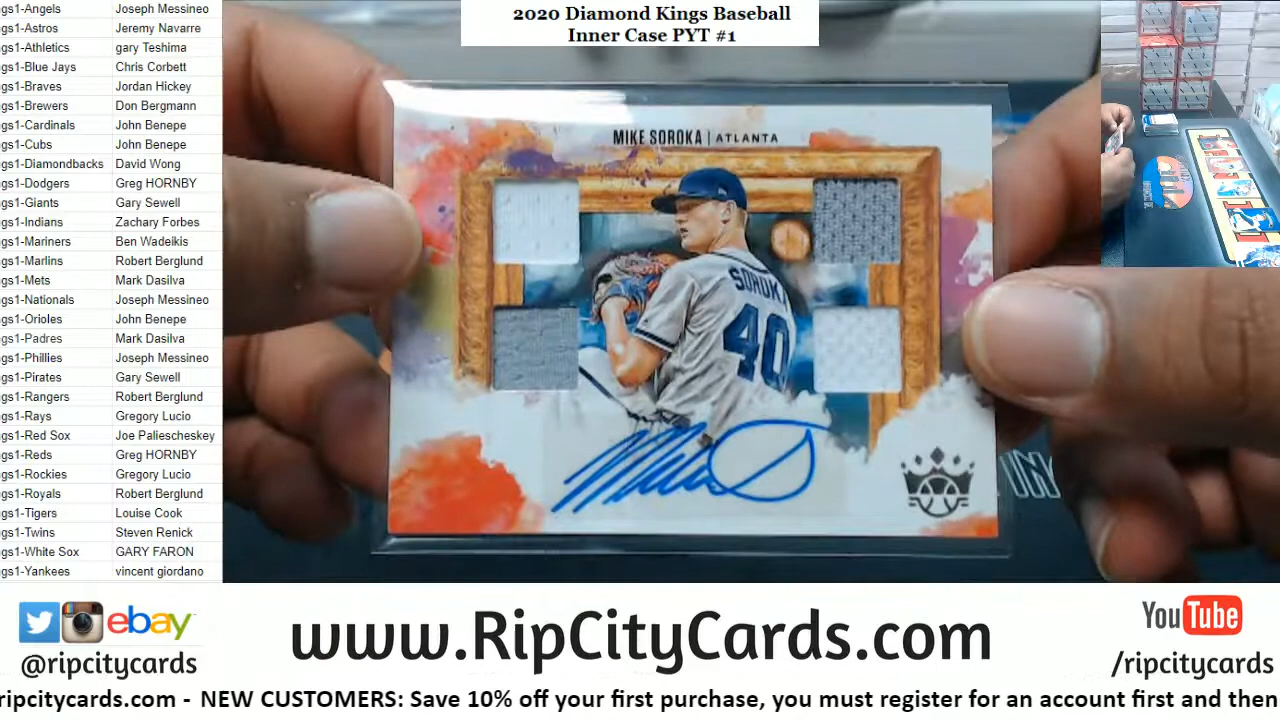 2020 Diamond Kings Baseball
Inner Case PYT #1
gs1-Angels Joseph Messineo
gs1-Astros Jeremy Navarre
gs1-Athletics gary Teshima
gs1-Blue Jays Chris Corbett
gs1-Braves Jordan Hickey
gs1-Brewers Don Bergmann
gs1-Cardinals John Benepe
gs1-Cubs John Benepe
gs1-Diamondbacks David Wong
gs1-Dodgers Greg HORNBY
gs1-Giants Gary Sewell
gs1-Indians Zachary Forbes
gs1-Mariners Ben Wadeikis
gs1-Marlins Robert Berglund
gs1-Mets Mark Dasilva
gs1-Nationals Joseph Messineo
gs1-Orioles John Benepe
gs1-Padres Mark Dasilva
gs1-Phillies Joseph Messineo
gs1-Pirates Gary Sewell
gs1-Rangers Robert Berglund
gs1-Rays Gregory Lucio
gs1-Red Sox Joe Paliescheskey
gs1-Reds Greg HORNBY
gs1-Rockies Gregory Lucio
gs1-Royals Robert Berglund
gs1-Tigers Louise Cook
gs1-Twins Steven Renick
gs1-White Sox GARY FARON
gs1-Yankees vincent giordano
MIKE SOROKA | ATLANTA
SOROKA
40
IN
ebay
@ripcitycards
www.RipCityCards.com
YouTube
/ripcitycards
ripcitycards.com - NEW CUSTOMERS: Save 10% off your first purchase, you must register for an account first and then